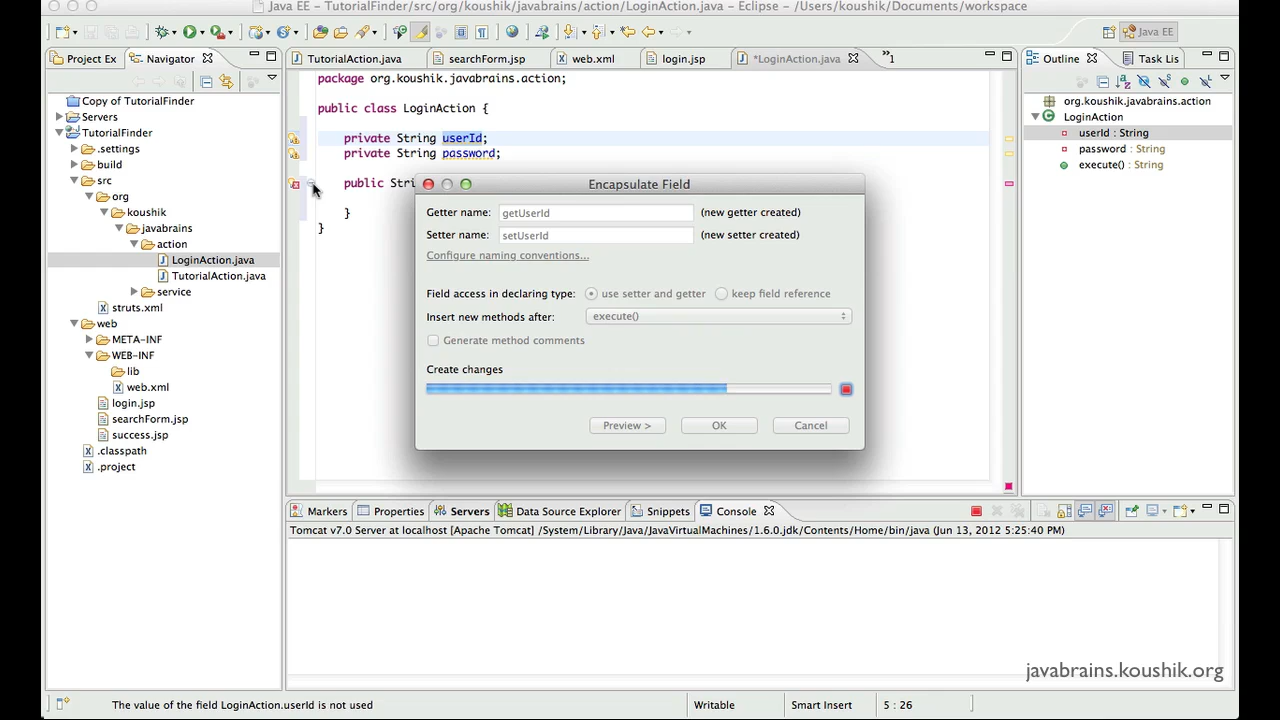 Java EE - TutorialFinder/src/org/koushik/javabrains/action/LoginAction.java - Eclipse - /Users/koushik/Documents/workspace
Java EE
Project Ex
Navigator
TutorialAction.java
searchForm.jsp
web.xml
login.jsp
*LoginAction.java
»1
Outline
Task Lis
Copy of TutorialFinder
Servers
TutorialFinder
.settings
build
src
org
koushik
javabrains
action
LoginAction.java
TutorialAction.java
service
struts.xml
web
META-INF
WEB-INF
lib
web.xml
login.jsp
searchForm.jsp
success.jsp
.classpath
.project
package org.koushik.javabrains.action;
public class LoginAction {
private String userId;
private String password;
public Stri
}
}
Encapsulate Field
Getter name: getUserId (new getter created)
Setter name: setUserId (new setter created)
Configure naming conventions...
Field access in declaring type: use setter and getter keep field reference
Insert new methods after: execute()
Generate method comments
Create changes
Preview > OK Cancel
org.koushik.javabrains.action
LoginAction
userId : String
password : String
execute() : String
Markers
Properties
Servers
Data Source Explorer
Snippets
Console
Tomcat v7.0 Server at localhost [Apache Tomcat] /System/Library/Java/JavaVirtualMachines/1.6.0.jdk/Contents/Home/bin/java (Jun 13, 2012 5:25:40 PM)
javabrains.koushik.org
The value of the field LoginAction.userId is not used
Writable
Smart Insert
5 : 26